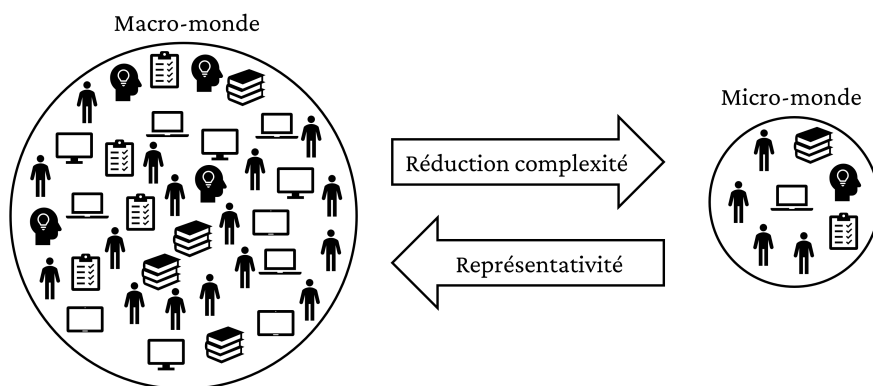 Macro-monde
Micro-monde
Réduction complexité
Représentativité